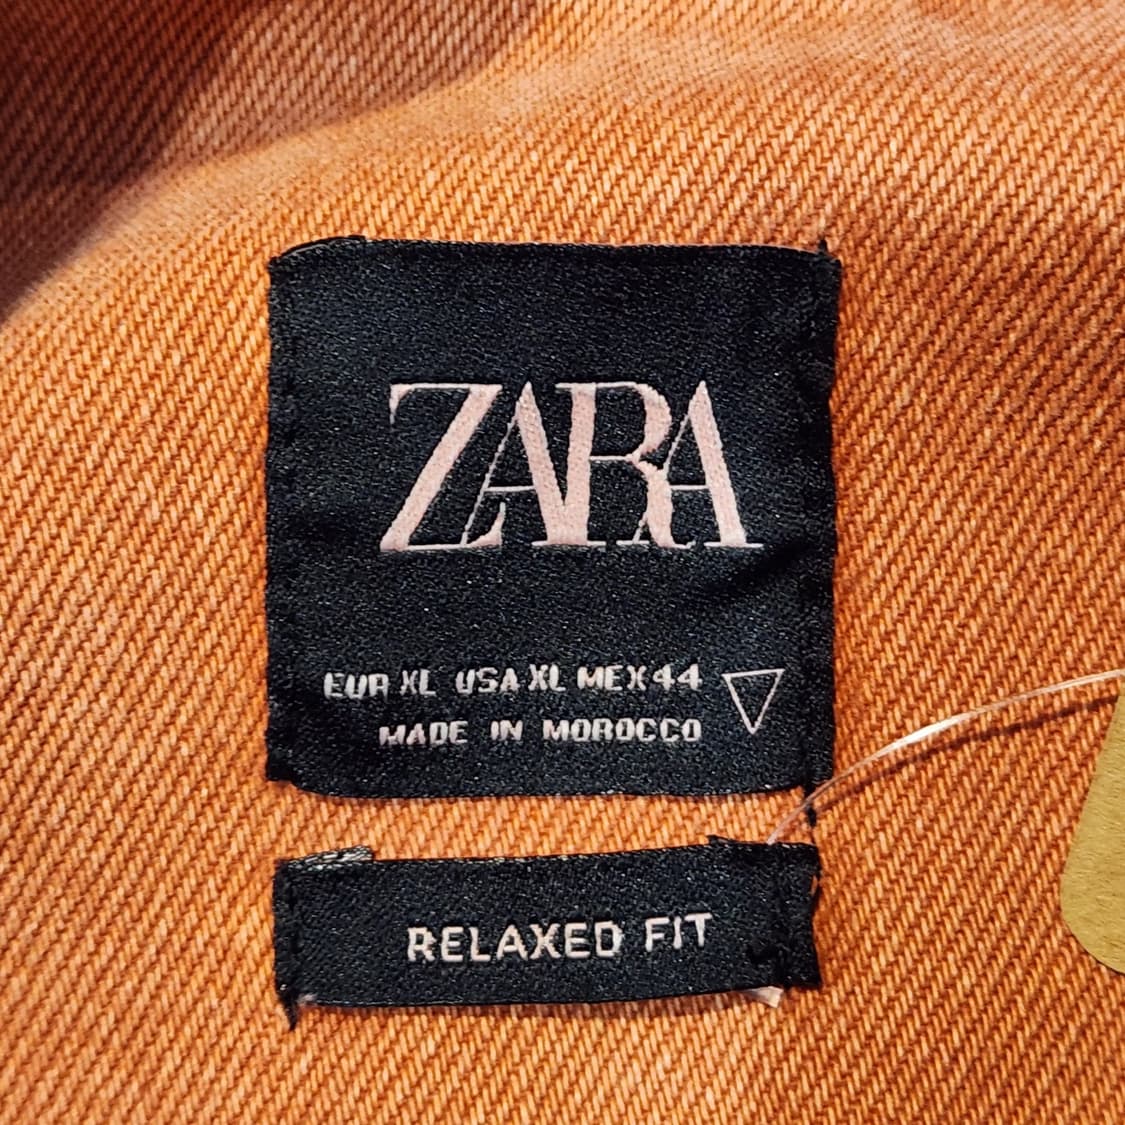 ZARA
EUR XL USA XL MEX 44
MADE IN MOROCCO
RELAXED FIT